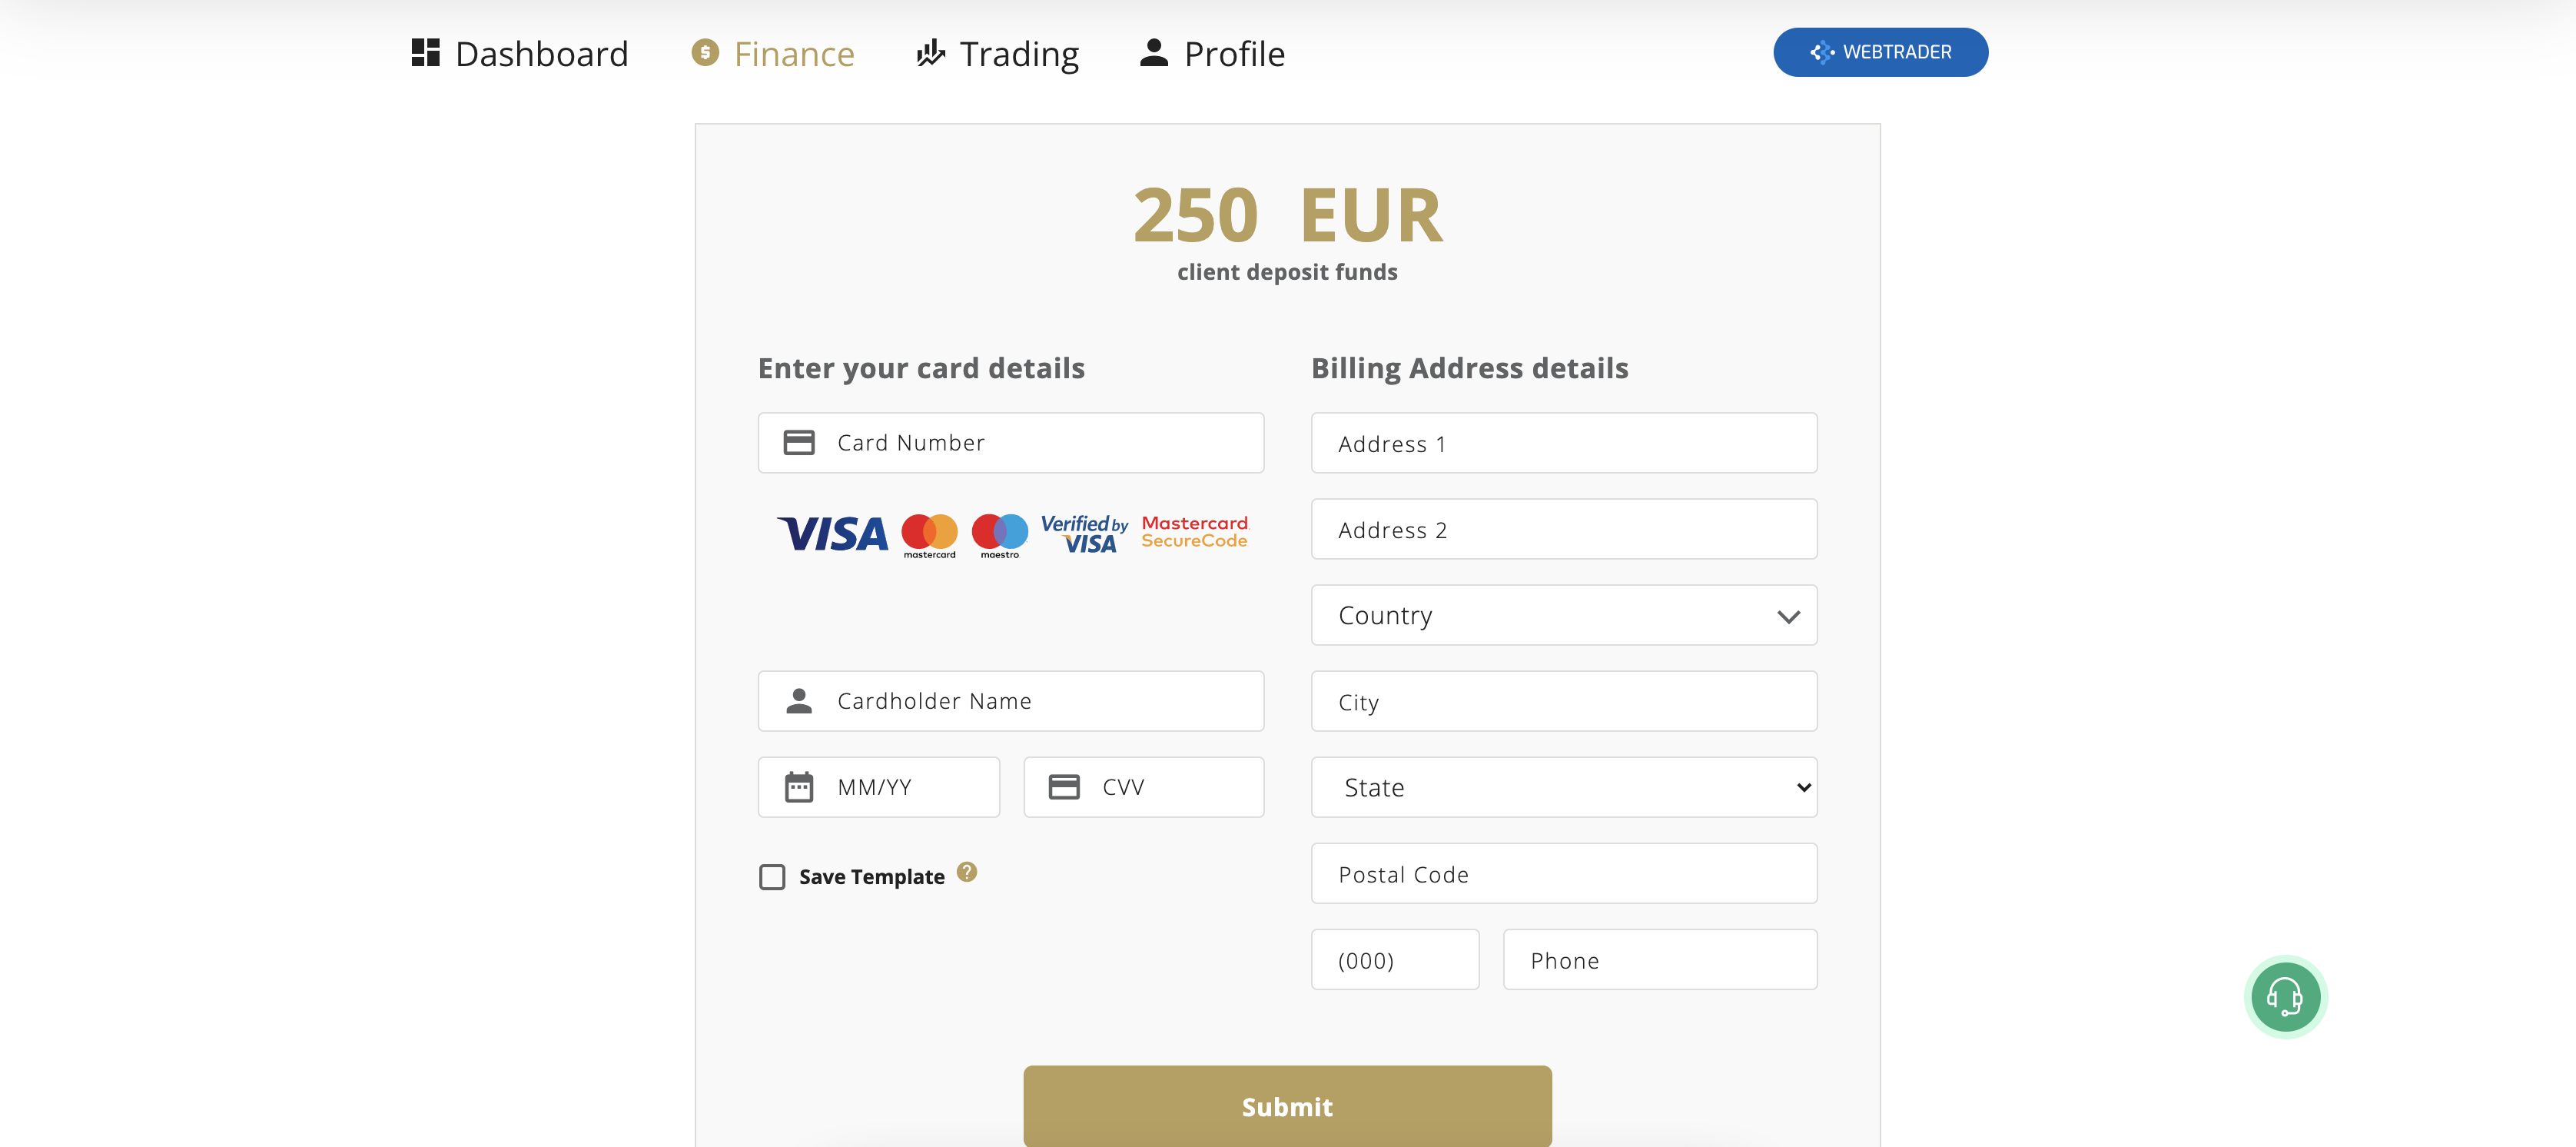 Dashboard
Finance
Trading
Profile
WEBTRADER
250 EUR
client deposit funds
Enter your card details
Card Number
VISA
mastercard
maestro
Verified by
VISA
Mastercard
SecureCode
Cardholder Name
MM/YY
CVV
Save Template
?
Billing Address details
Address 1
Address 2
Country
City
State
Postal Code
(000)
Phone
Submit